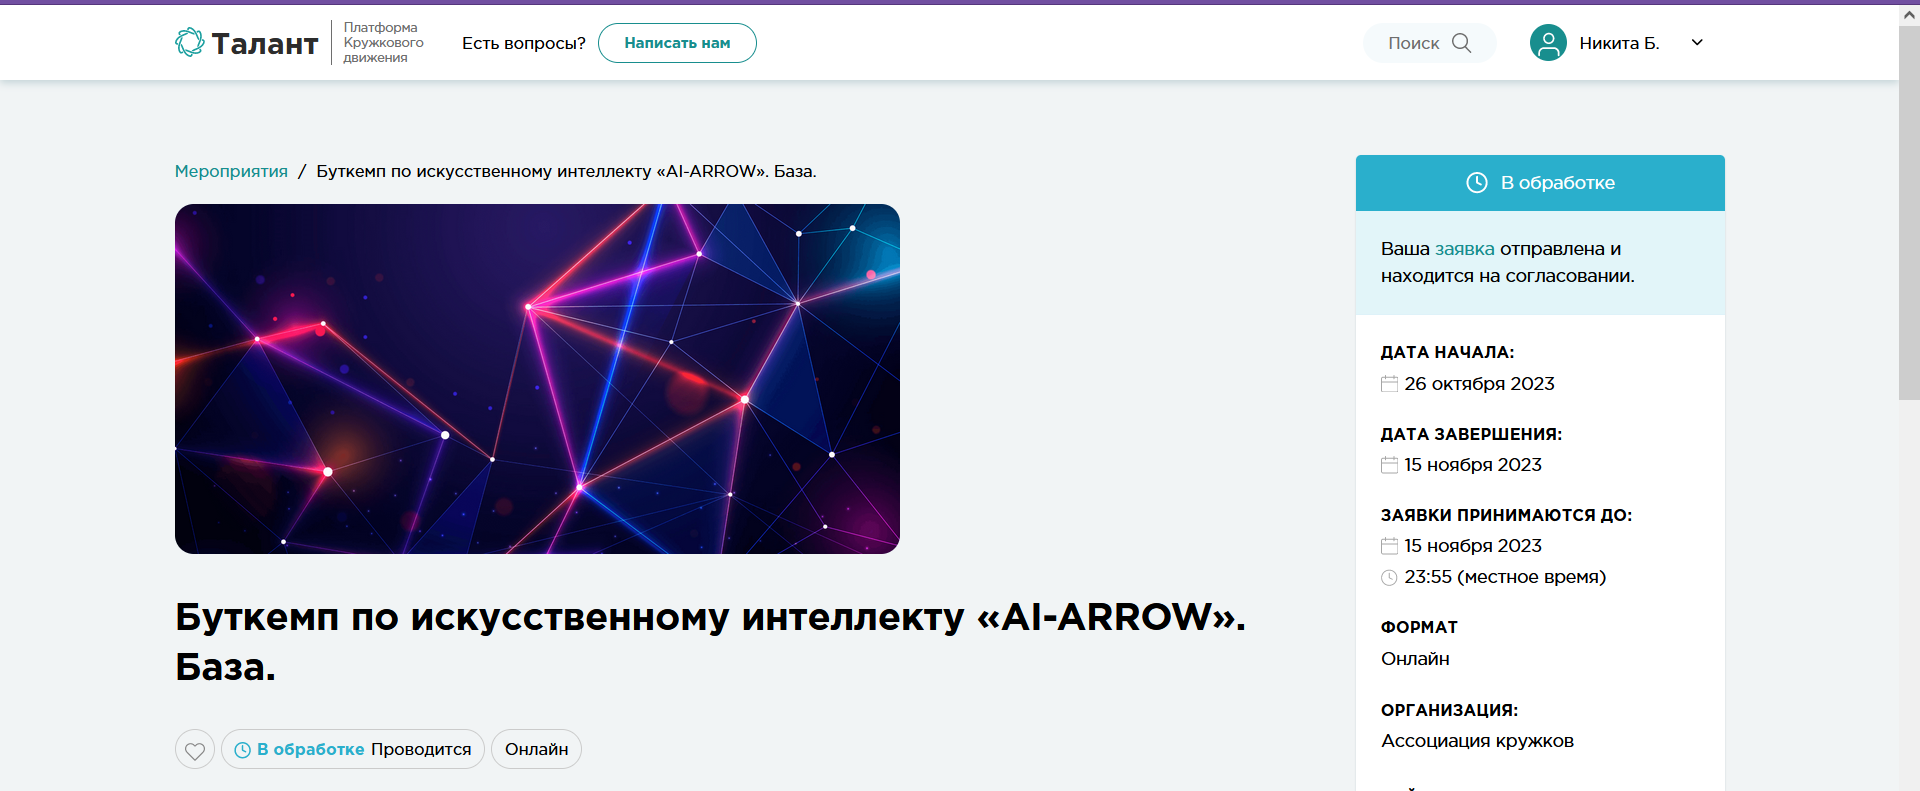 Талант
Платформа
Кружкового
движения
Есть вопросы?
Написать нам
Поиск
Никита Б.
Мероприятия / Буткемп по искусственному интеллекту «AI-ARROW». База.
Буткемп по искусственному интеллекту «AI-ARROW».
База.
В обработке Проводится
Онлайн
В обработке
Ваша заявка отправлена и
находится на согласовании.
ДАТА НАЧАЛА:
26 октября 2023
ДАТА ЗАВЕРШЕНИЯ:
15 ноября 2023
ЗАЯВКИ ПРИНИМАЮТСЯ ДО:
15 ноября 2023
23:55 (местное время)
ФОРМАТ
Онлайн
ОРГАНИЗАЦИЯ:
Ассоциация кружков